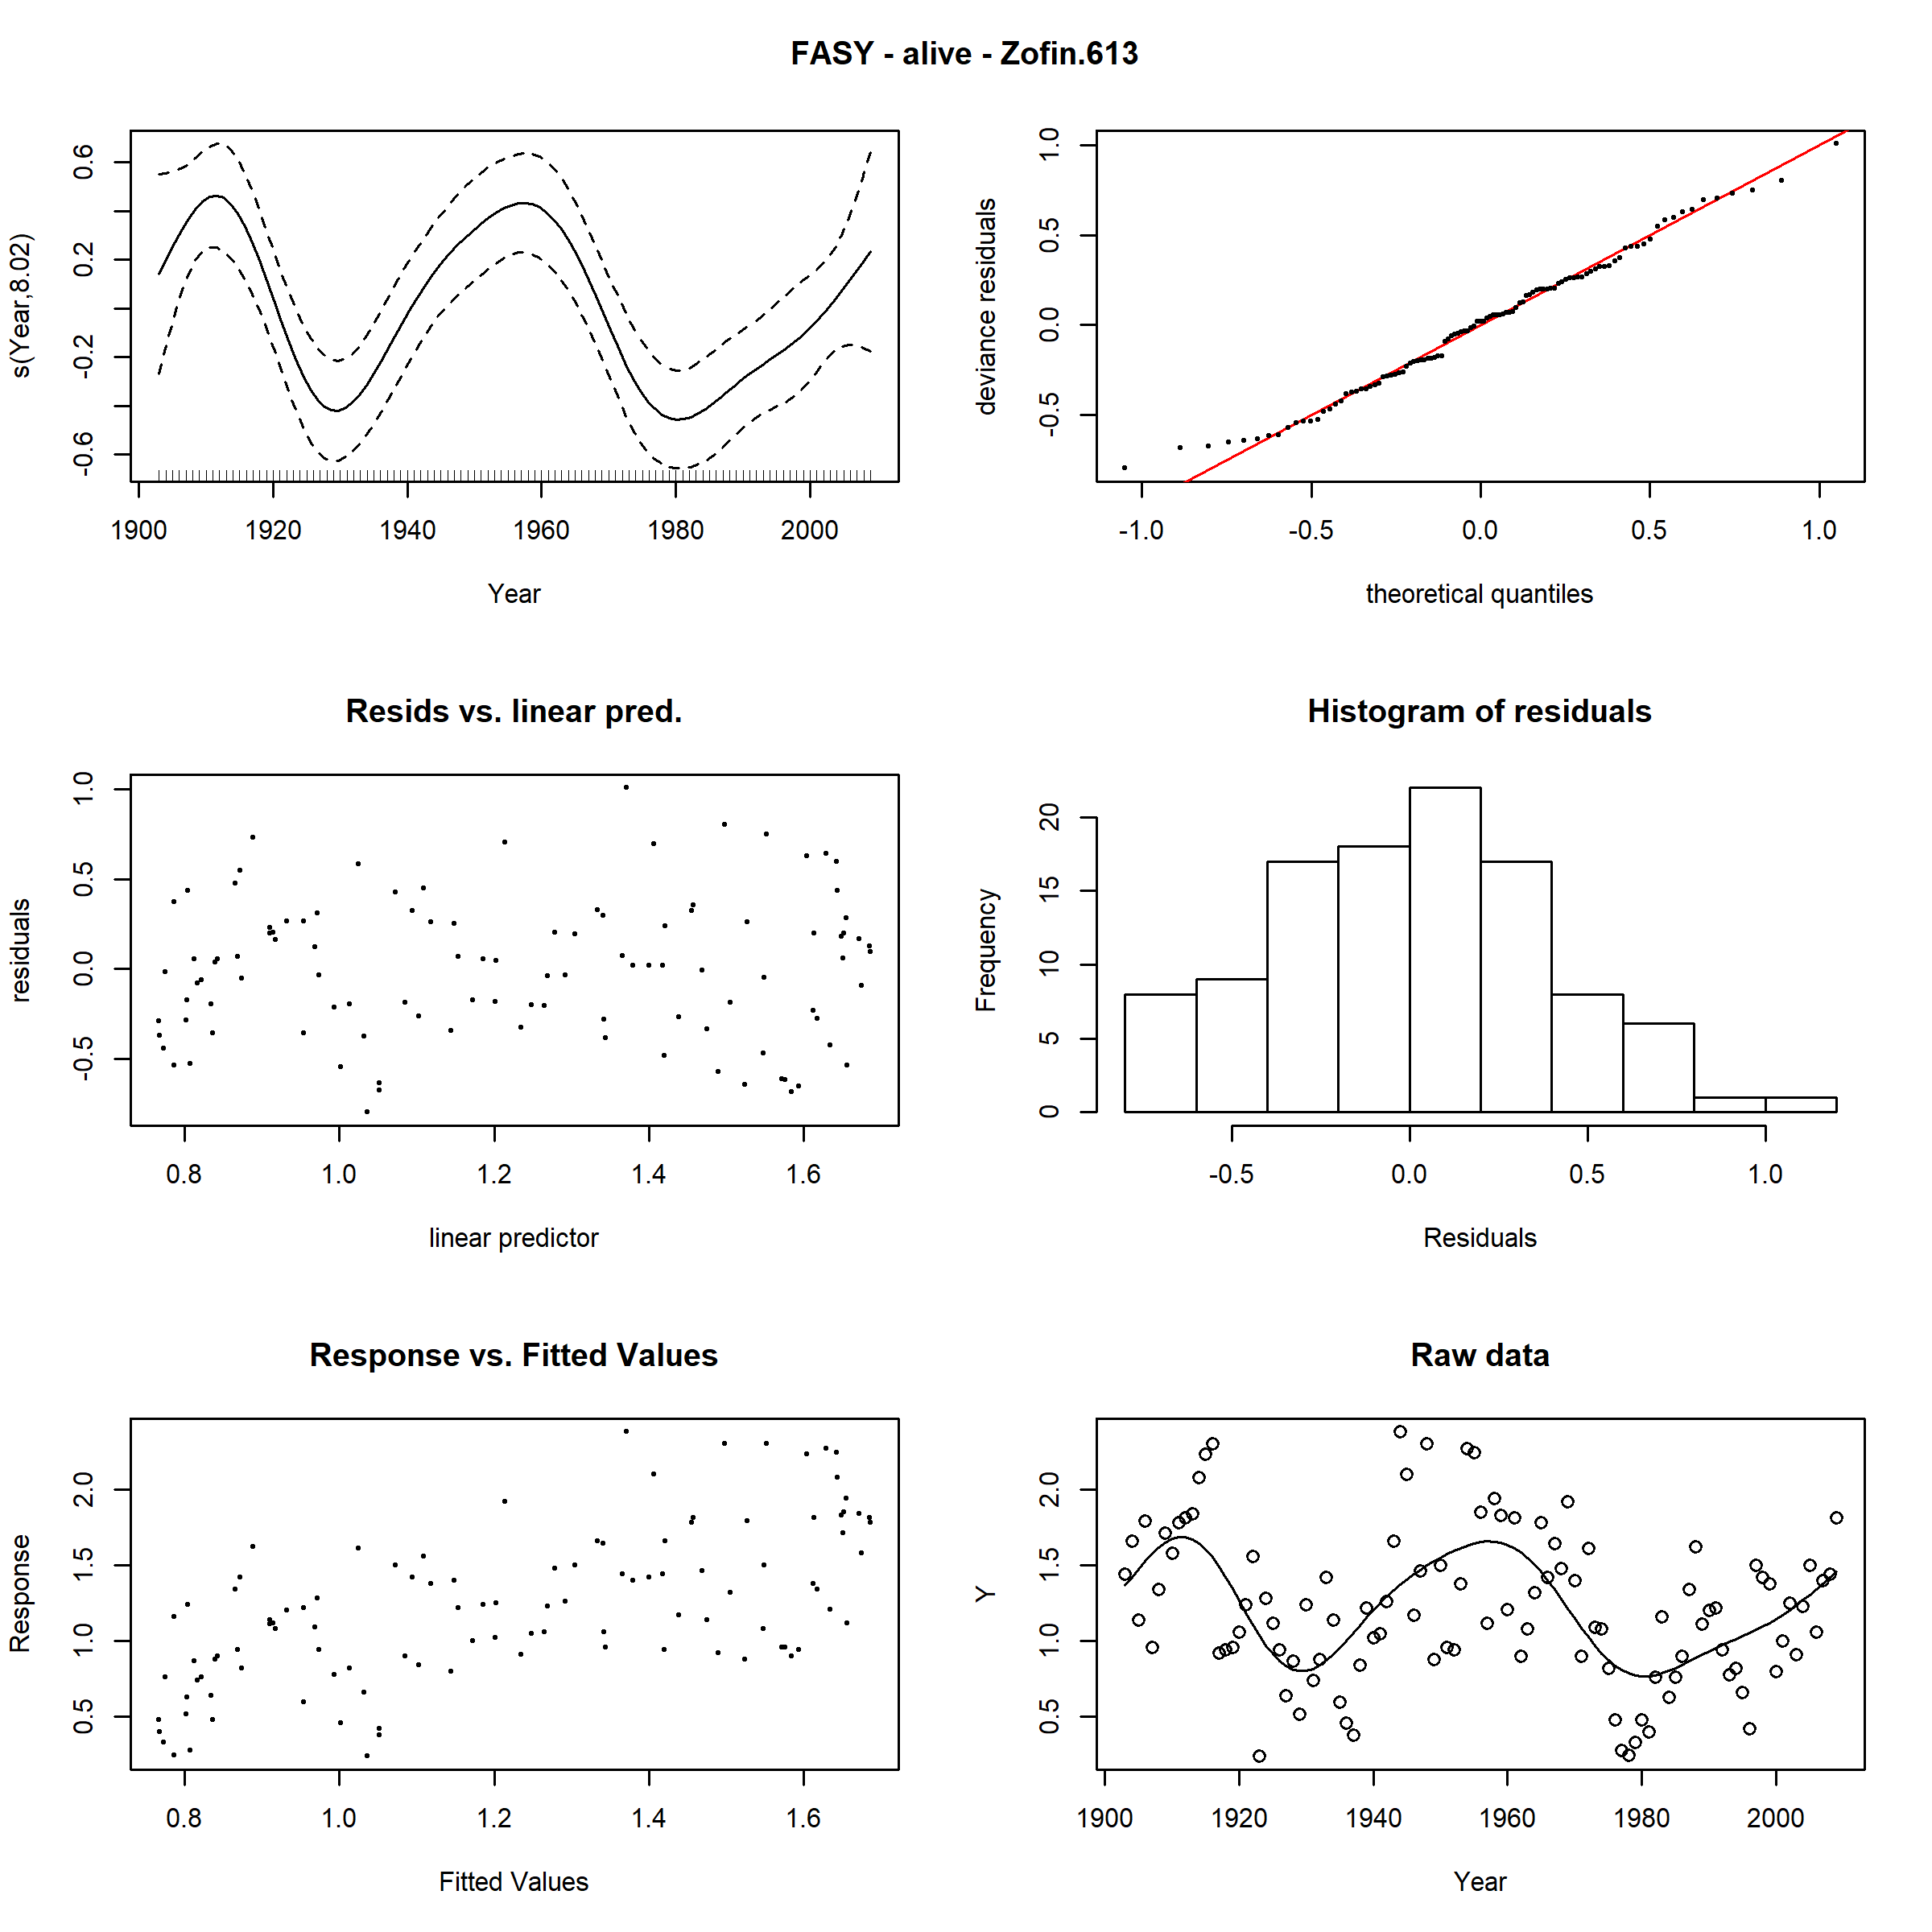 FASY - alive - Zofin.613
s(Year,8.02)
-0.6 -0.2 0.2 0.6
1900 1920 1940 1960 1980 2000
Year
deviance residuals
-0.5 0.0 0.5 1.0
-1.0 -0.5 0.0 0.5 1.0
theoretical quantiles
Resids vs. linear pred.
residuals
-0.5 0.0 0.5 1.0
0.8 1.0 1.2 1.4 1.6
linear predictor
Histogram of residuals
Frequency
0 5 10 15 20
-0.5 0.0 0.5 1.0
Residuals
Response vs. Fitted Values
Response
0.5 1.0 1.5 2.0
0.8 1.0 1.2 1.4 1.6
Fitted Values
Raw data
Y
0.5 1.0 1.5 2.0
1900 1920 1940 1960 1980 2000
Year